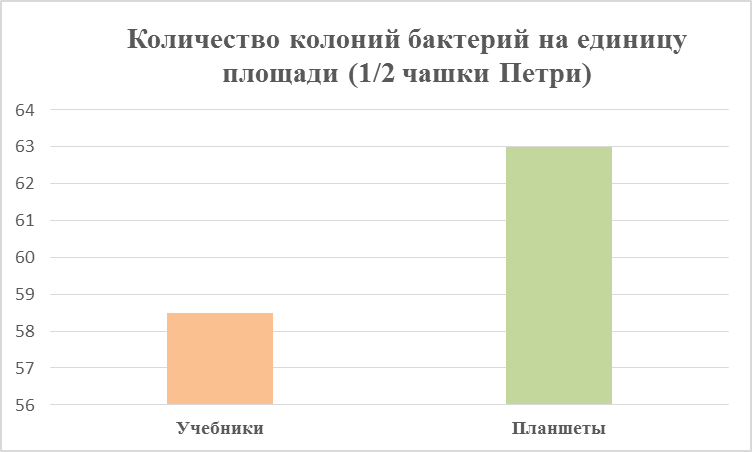 Количество колоний бактерий на единицу
площади (1/2 чашки Петри)
64
63
62
61
60
59
58
57
56
Учебники
Планшеты